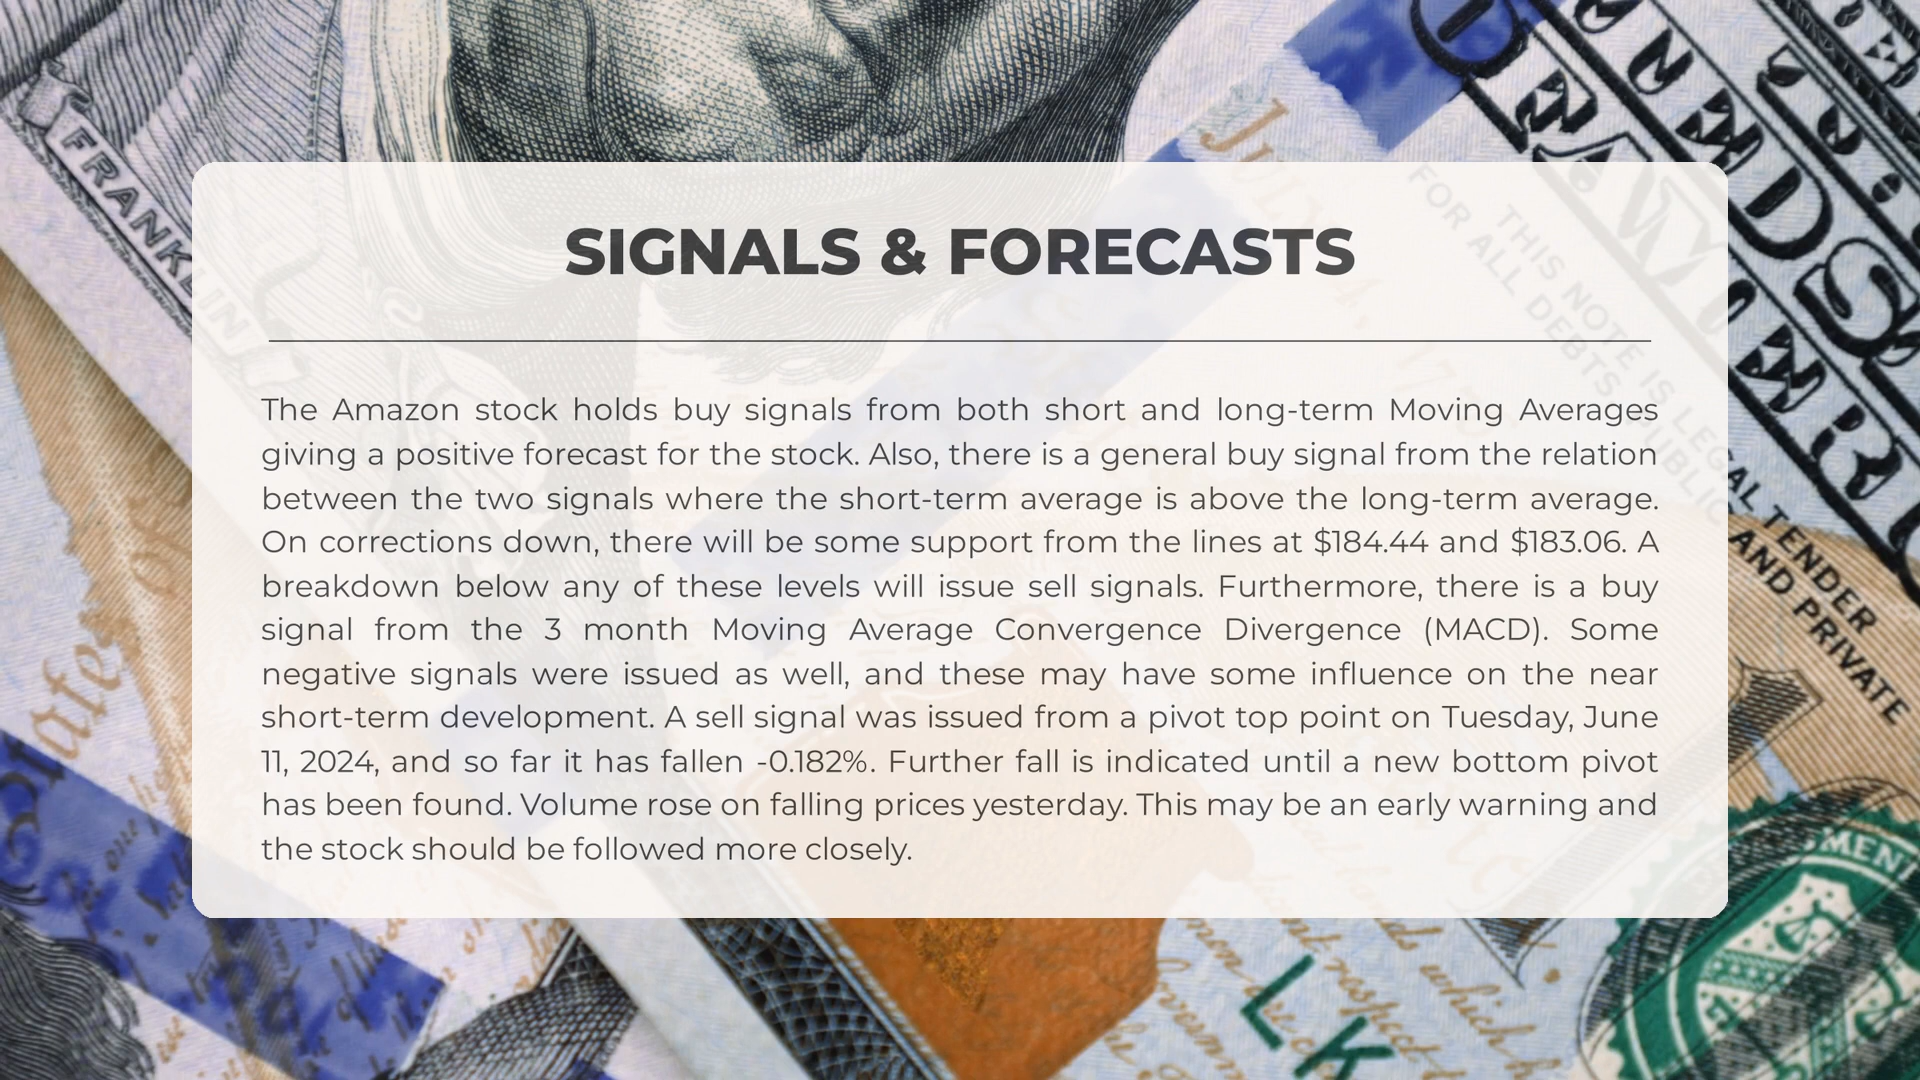 FRANKLIN
JULY 4, 17
THIS NOTE IS LEGAL TENDER
FOR ALL DEBTS PUBLIC AND PRIVATE
SIGNALS & FORECASTS
The Amazon stock holds buy signals from both short and long-term Moving Averages
giving a positive forecast for the stock. Also, there is a general buy signal from the relation
between the two signals where the short-term average is above the long-term average.
On corrections down, there will be some support from the lines at $184.44 and $183.06. A
breakdown below any of these levels will issue sell signals. Furthermore, there is a buy
signal from the 3 month Moving Average Convergence Divergence (MACD). Some
negative signals were issued as well, and these may have some influence on the near
short-term development. A sell signal was issued from a pivot top point on Tuesday, June
11, 2024, and so far it has fallen -0.182%. Further fall is indicated until a new bottom pivot
has been found. Volume rose on falling prices yesterday. This may be an early warning and
the stock should be followed more closely.
LK